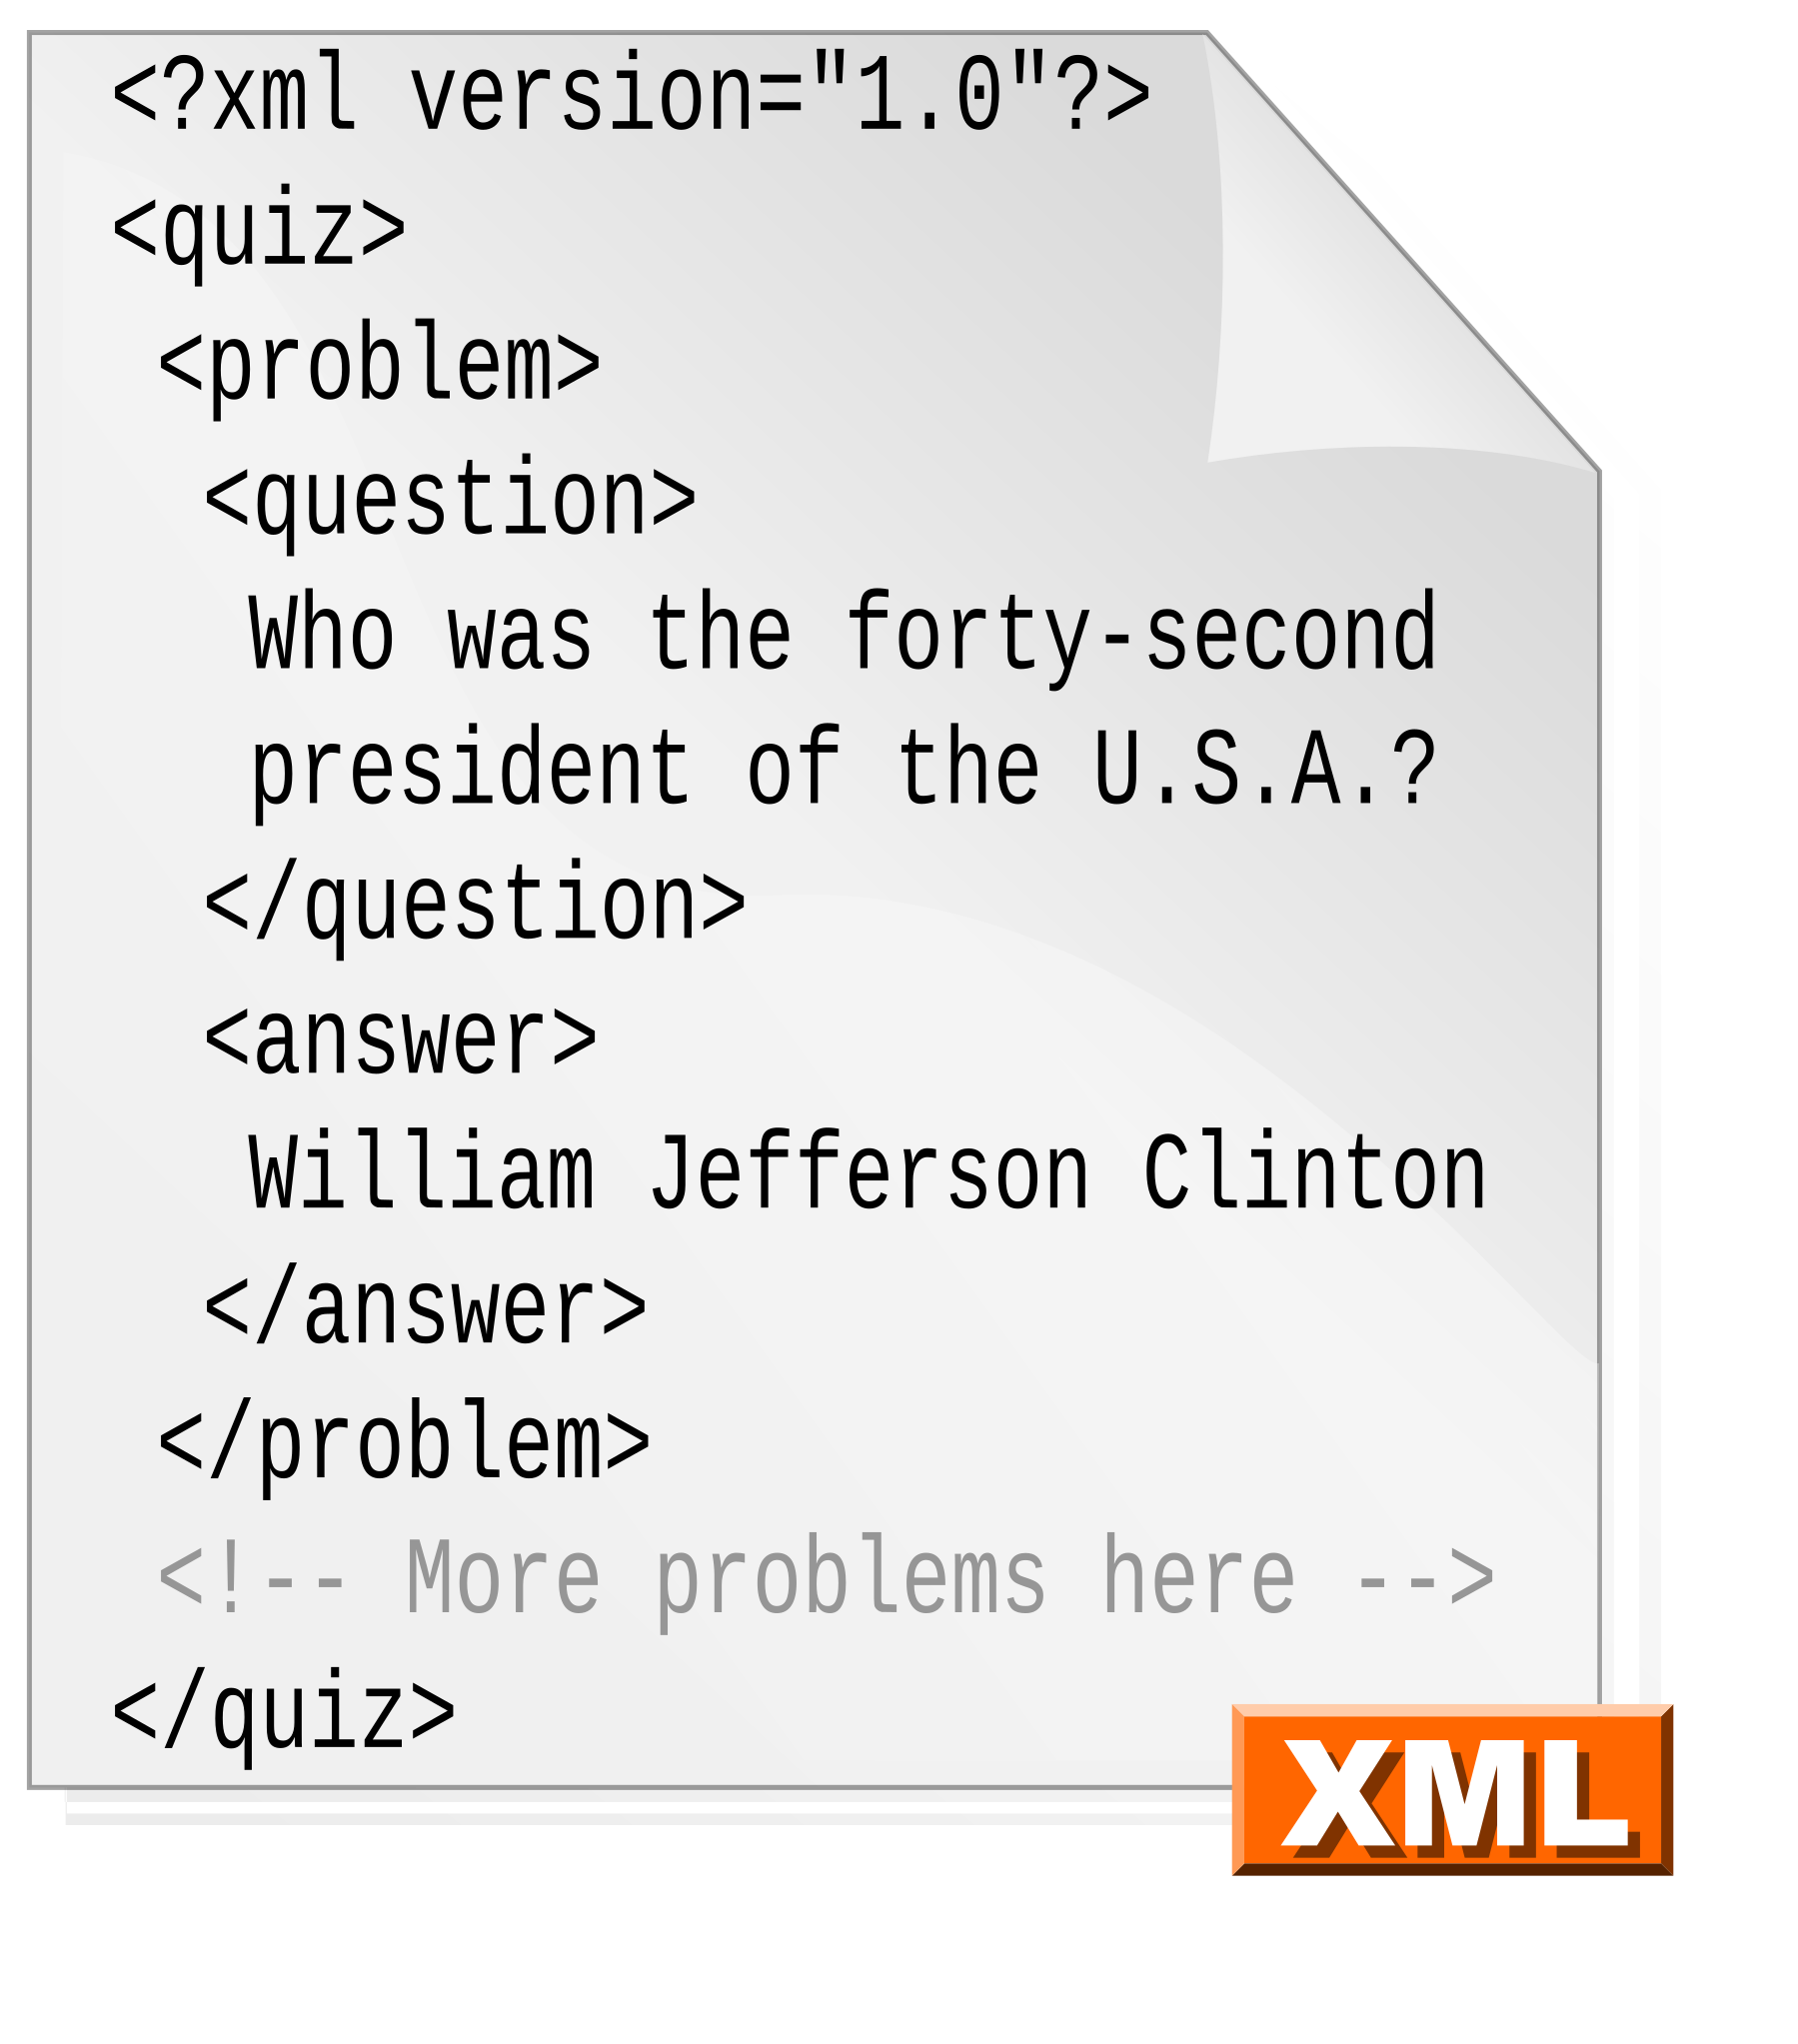 <?xml version="1.0"?>
<quiz>
<problem>
<question>
Who was the forty-second
president of the U.S.A.?
</question>
<answer>
William Jefferson Clinton
</answer>
</problem>
<!-- More problems here -->
</quiz>
XML